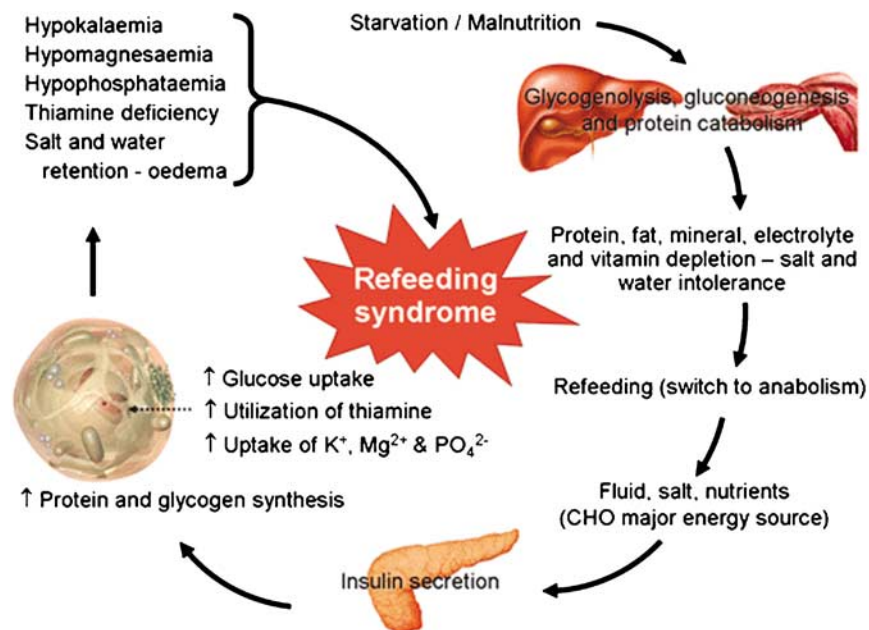 Hypokalaemia
Hypomagnesaemia
Hypophosphataemia
Thiamine deficiency
Salt and water
retention - oedema
Starvation / Malnutrition
Glycogenolysis, gluconeogenesis
and protein catabolism
Protein, fat, mineral, electrolyte
and vitamin depletion – salt and
water intolerance
Refeeding (switch to anabolism)
Fluid, salt, nutrients
(CHO major energy source)
Insulin secretion
↑ Glucose uptake
↑ Utilization of thiamine
↑ Uptake of K⁺, Mg²⁺ & PO₄²⁻
↑ Protein and glycogen synthesis
Refeeding
syndrome